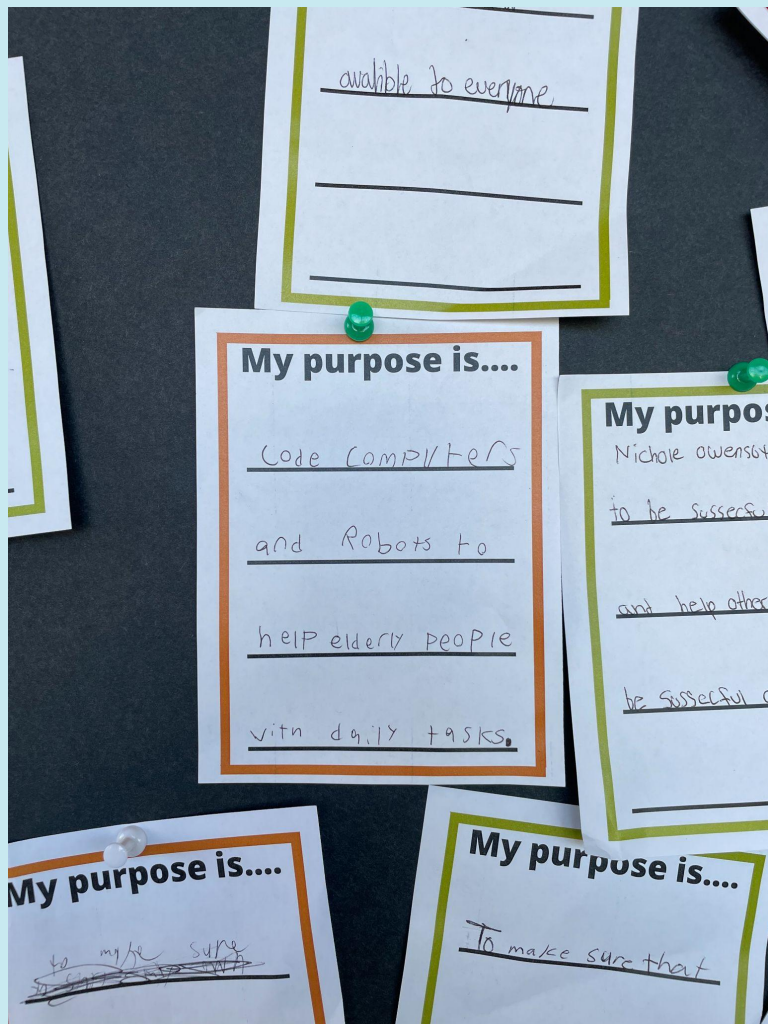 avalible to everyone
My purpose is....
Code Computers
and Robots to
help elderly people
with daily tasks.
My purpos
Nichole owensby
to be susserfu
and help other
be sussecful
My purpose is....
to make sure
My purpose is....
To make sure that